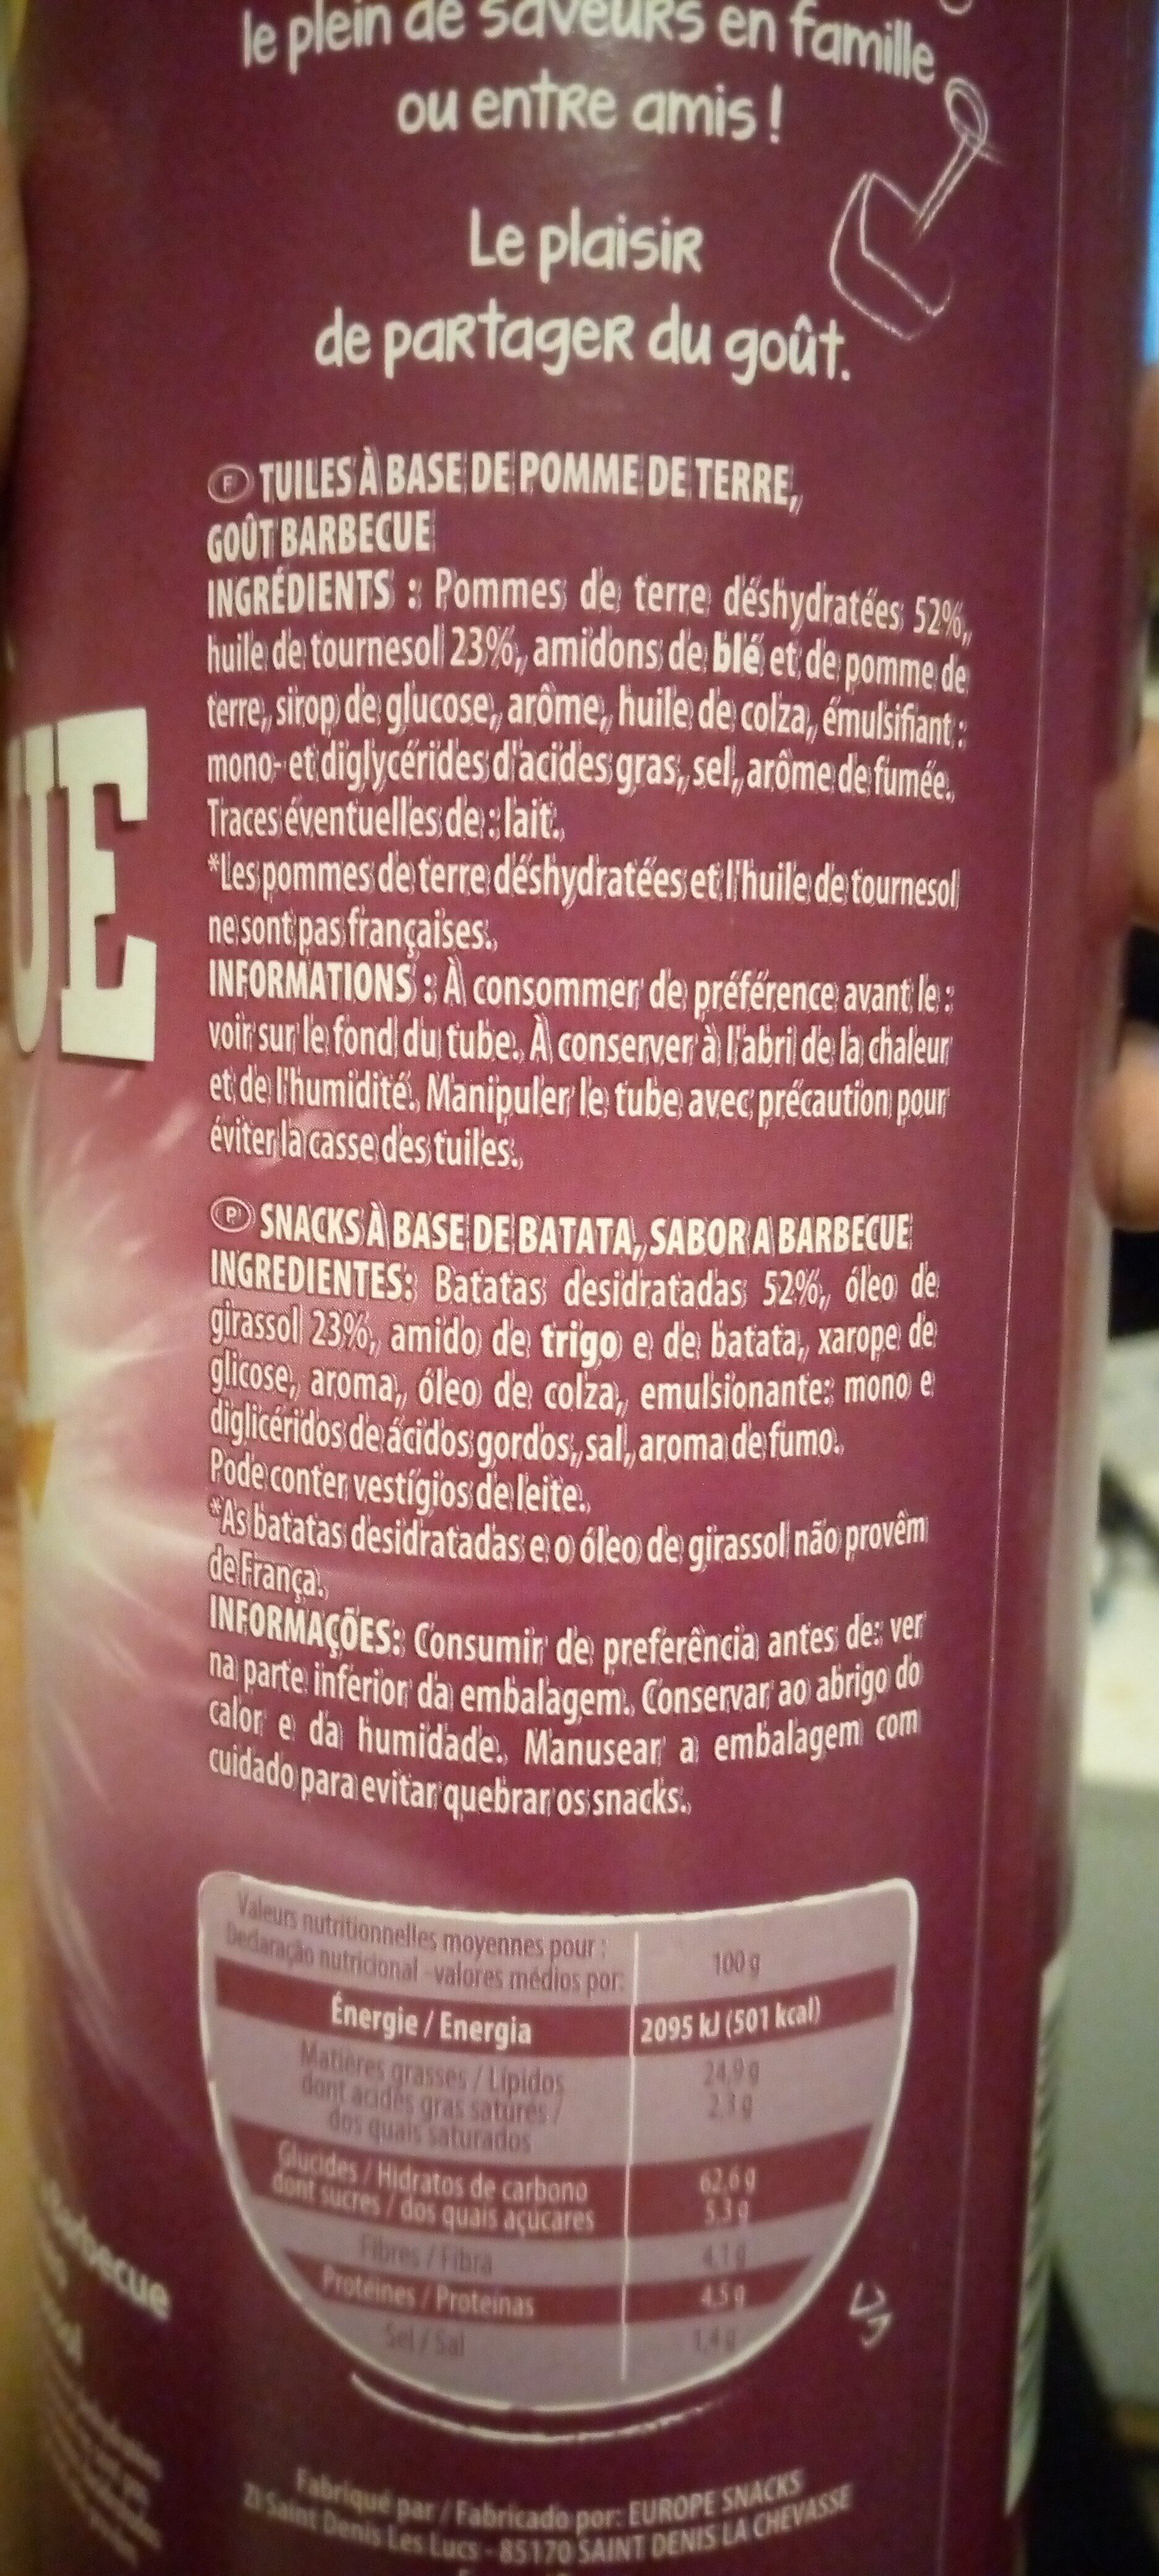 le plein de saveurs en famille
ou entre amis !
Le plaisir
de partager du goût.
F TUILES À BASE DE POMME DE TERRE,
GOÛT BARBECUE
INGRÉDIENTS : Pommes de terre déshydratées 52%,
huile de tournesol 23%, amidons de blé et de pomme de
terre, sirop de glucose, arôme, huile de colza, émulsifiant :
mono- et diglycérides d'acides gras, sel, arôme de fumée.
Traces éventuelles de : lait.
*Les pommes de terre déshydratées et l'huile de tournesol
ne sont pas françaises.
INFORMATIONS : À consommer de préférence avant le :
voir sur le fond du tube. À conserver à l'abri de la chaleur
et de l'humidité. Manipuler le tube avec précaution pour
éviter la casse des tuiles.
UE
P SNACKS À BASE DE BATATA, SABOR A BARBECUE
INGREDIENTES: Batatas desidratadas 52%, óleo de
girassol 23%, amido de trigo e de batata, xarope de
glicose, aroma, óleo de colza, emulsionante: mono e
diglicéridos de ácidos gordos, sal, aroma de fumo.
Pode conter vestígios de leite.
*As batatas desidratadas e o óleo de girassol não provêm
de França.
INFORMAÇÕES: Consumir de preferência antes de: ver
na parte inferior da embalagem. Conservar ao abrigo do
calor e da humidade. Manusear a embalagem com
cuidado para evitar quebrar os snacks.
Valeurs nutritionnelles moyennes pour :
Declaração nutricional -valores médios por: 100 g
Énergie / Energia 2095 kJ (501 kcal)
Matières grasses / Lípidos 24,9 g
dont acides gras saturés / 2,3 g
dos quais saturados
Glucides / Hidratos de carbono 62,6 g
dont sucres / dos quais açúcares 5,3 g
Fibres / Fibra 4,1 g
Protéines / Proteínas 4,5 g
Sel / Sal 1,4 g
Fabriqué par / Fabricado por: EUROPE SNACKS
ZI Saint Denis Les Lucs - 85170 SAINT DENIS LA CHEVASSE